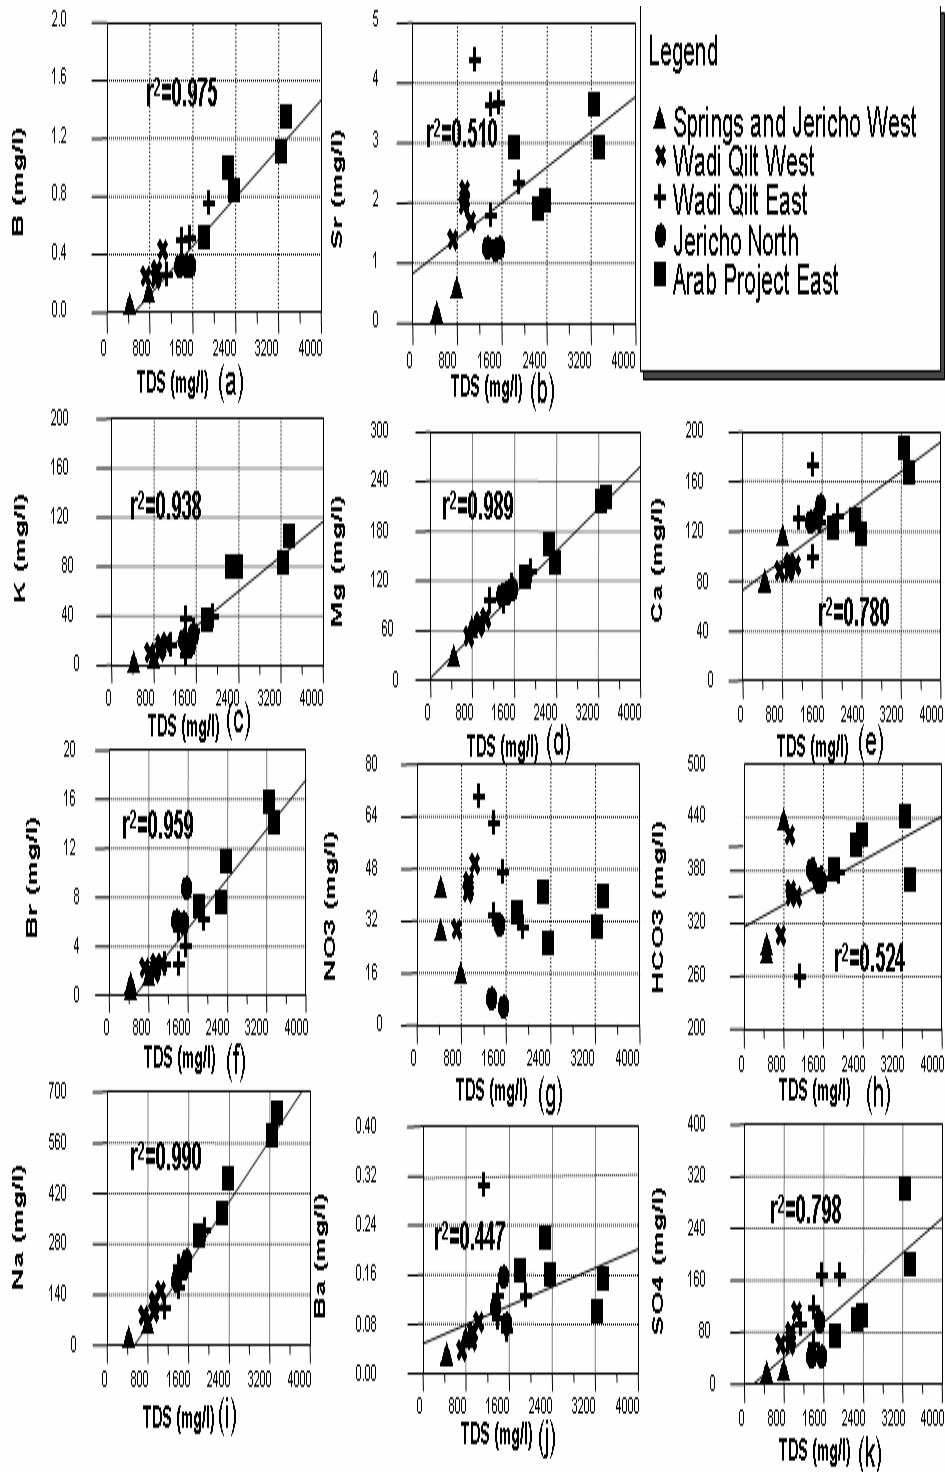 2.0
1.6
1.2
0.8
0.4
0.0
B (mg/l)
r²=0.975
0 800 1600 2400 3200 4000
TDS (mg/l) (a)
5
4
3
2
1
0
Sr (mg/l)
r²=0.510
0 800 1600 2400 3200 4000
TDS (mg/l) (b)
Legend
Springs and Jericho West
Wadi Qilt West
Wadi Qilt East
Jericho North
Arab Project East
200
160
120
80
40
0
K (mg/l)
r²=0.938
0 800 1600 2400 3200 4000
TDS (mg/l) (c)
300
240
180
120
60
0
Mg (mg/l)
r²=0.989
0 800 1600 2400 3200 4000
TDS (mg/l) (d)
200
160
120
80
40
0
Ca (mg/l)
r²=0.780
0 800 1600 2400 3200 4000
TDS (mg/l) (e)
20
16
12
8
4
0
Br (mg/l)
r²=0.959
0 800 1600 2400 3200 4000
TDS (mg/l) (f)
80
64
48
32
16
0
NO3 (mg/l)
0 800 1600 2400 3200 4000
TDS (mg/l) (g)
500
440
380
320
260
200
HCO3 (mg/l)
r²=0.524
0 800 1600 2400 3200 4000
TDS (mg/l) (h)
700
560
420
280
140
0
Na (mg/l)
r²=0.990
0 800 1600 2400 3200 4000
TDS (mg/l) (i)
0.40
0.32
0.24
0.16
0.08
0.00
Ba (mg/l)
r²=0.447
0 800 1600 2400 3200 4000
TDS (mg/l) (j)
400
320
240
160
80
0
SO4 (mg/l)
r²=0.798
0 800 1600 2400 3200 4000
TDS (mg/l) (k)